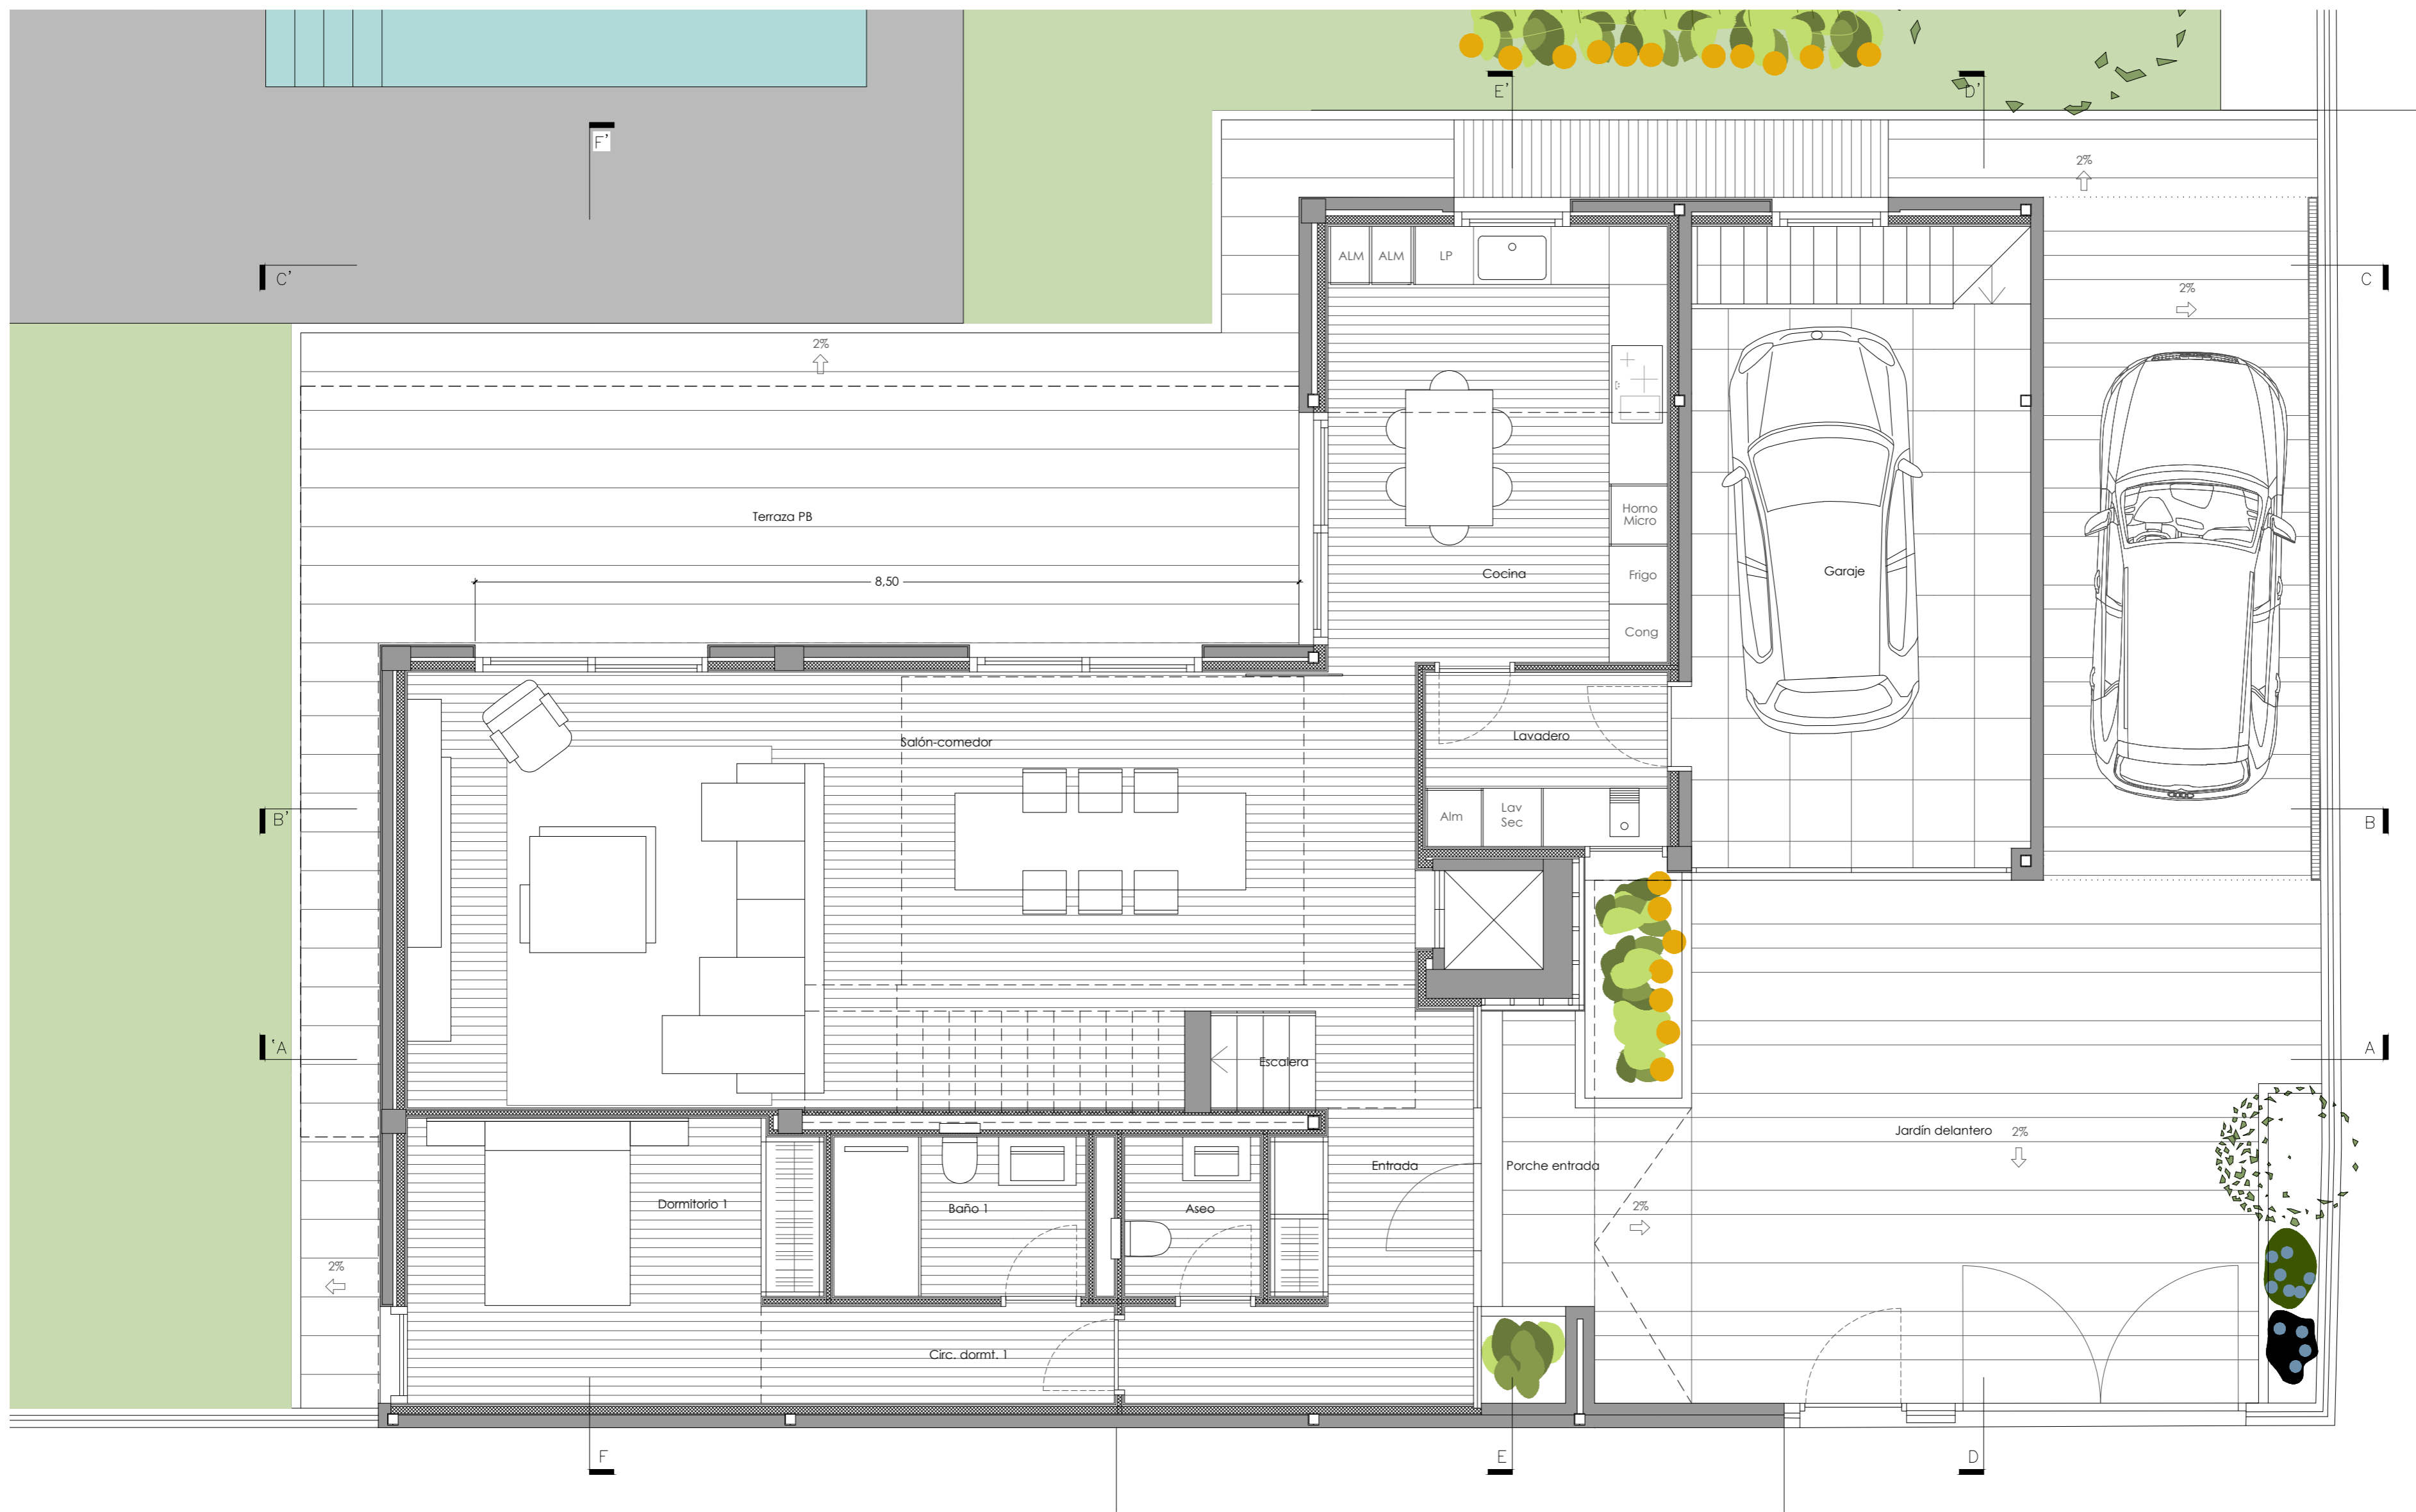 E'
D'
F'
2%
ALM
ALM
LP
C'
C
2%
2%
Terraza PB
Horno
Micro
8,50
Cocina
Frigo
Garaje
Cong
Salón-comedor
Lavadero
B'
Alm
Lav
Sec
B
'A
Escalera
A
Jardín delantero
2%
Entrada
Porche entrada
Dormitorio 1
Baño 1
Aseo
2%
2%
Circ. dormt. 1
F
E
D